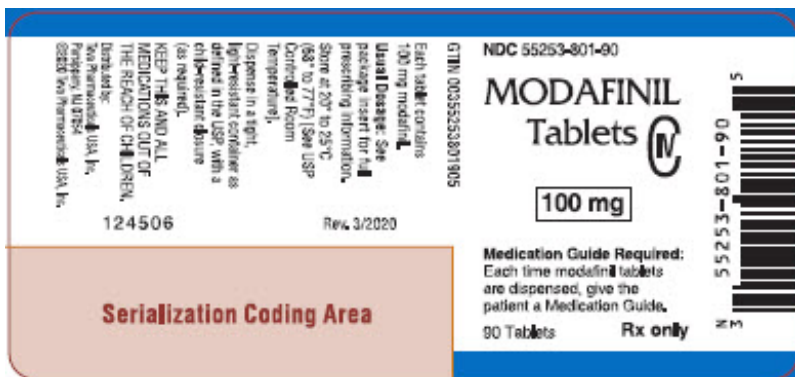 GTIN 00355253801905
Each tablet contains
100 mg modafinil.
Usual Dosage: See
package insert for full
prescribing information.
Store at 20° to 25°C
(68° to 77°F) (See USP
Controlled Room
Temperature).
Dispense in a tight,
light-resistant container as
defined in the USP, with a
child-resistant closure
(as required).
KEEP THIS AND ALL
MEDICATIONS OUT OF
THE REACH OF CHILDREN.
Distributed by:
Teva Pharmaceuticals USA, Inc.
Parsippany, NJ 07054
©2020 Teva Pharmaceuticals USA, Inc.
124506
Rev. 3/2020
Serialization Coding Area
NDC 55253-801-90
MODAFINIL
Tablets CIV
100 mg
Medication Guide Required:
Each time modafinil tablets
are dispensed, give the
patient a Medication Guide.
90 Tablets Rx only
N 3 55253-801-90 5